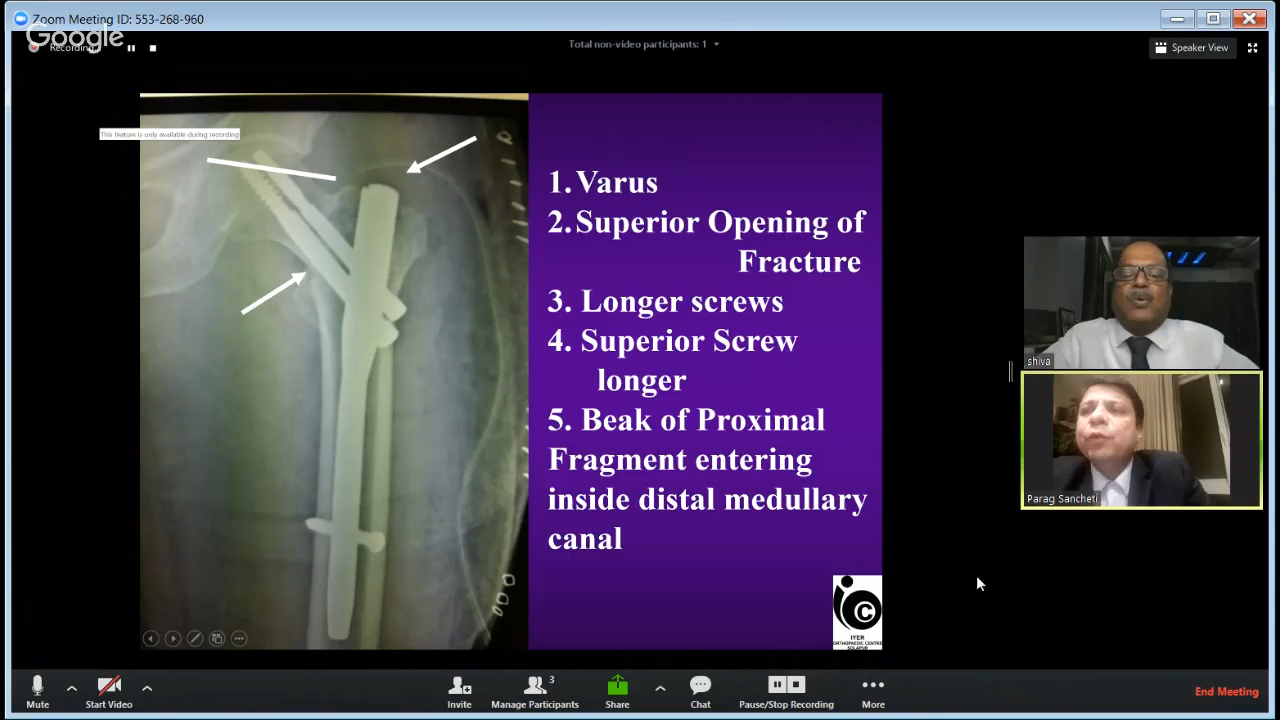 Zoom Meeting ID: 553-268-960
Google
Recording
Total non-video participants: 1
Speaker View
This feature is only available during recording
1.Varus
2.Superior Opening of
Fracture
3. Longer screws
4. Superior Screw
longer
5. Beak of Proximal
Fragment entering
inside distal medullary
canal
IYER
ORTHOPAEDIC CENTRE
SOLAPUR
shiva
Parag Sancheti
Mute
Start Video
Invite
3
Manage Participants
Share
Chat
Pause/Stop Recording
More
End Meeting